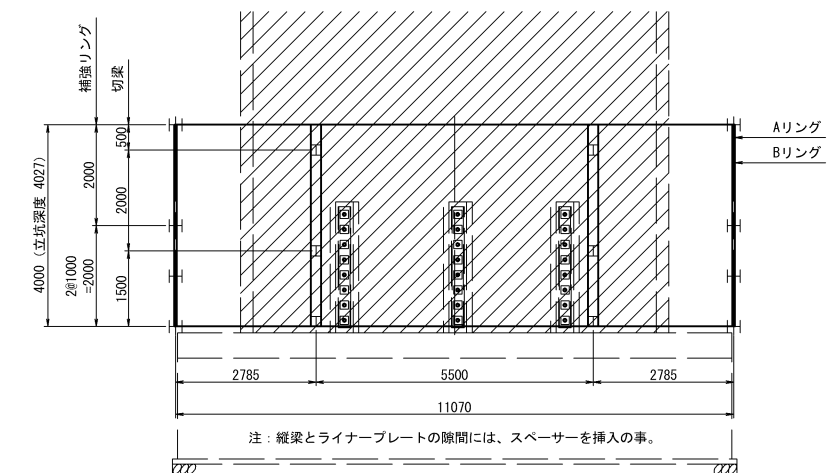 補強リング
切梁
500
2000
2000
1500
2@1000
=2000
4000（立坑深度 4027）
Aリング
Bリング
2785
5500
2785
11070
注：縦梁とライナープレートの隙間には、スペーサーを挿入の事。